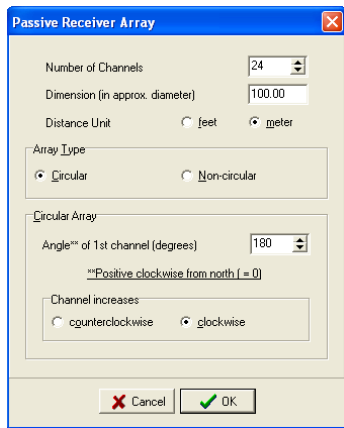 Passive Receiver Array
Number of Channels 24
Dimension (in approx. diameter) 100.00
Distance Unit feet meter
Array Type
Circular Non-circular
Circular Array
Angle** of 1st channel (degrees) 180
**Positive clockwise from north ( = 0)
Channel increases
counterclockwise clockwise
Cancel OK